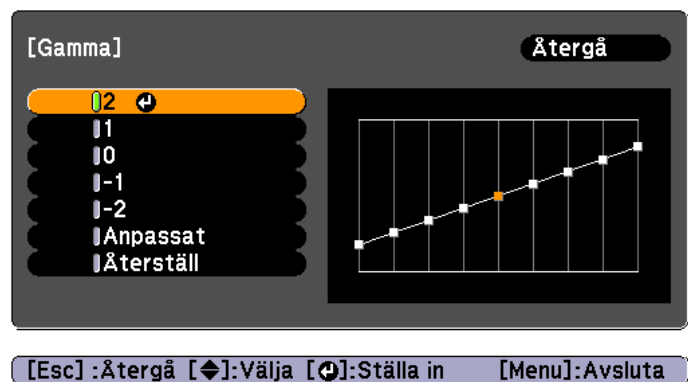 [Gamma]
Återgå
2
1
0
-1
-2
Anpassat
Återställ
[Esc] :Återgå [◆]:Välja [↵]:Ställa in [Menu]:Avsluta